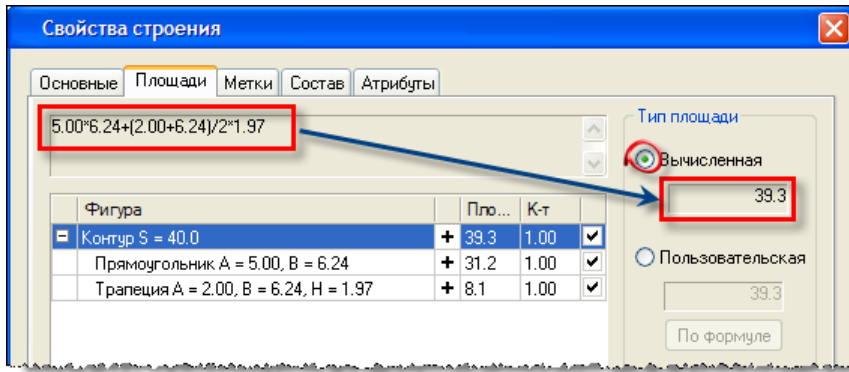 Свойства строения
Основные Площади Метки Состав Атрибуты
5.00*6.24+(2.00+6.24)/2*1.97
Тип площади
Вычисленная
39.3
Фигура Пло... К-т
Контур S = 40.0 + 39.3 1.00
Прямоугольник A = 5.00, B = 6.24 + 31.2 1.00
Трапеция A = 2.00, B = 6.24, H = 1.97 + 8.1 1.00
Пользовательская
39.3
По формуле